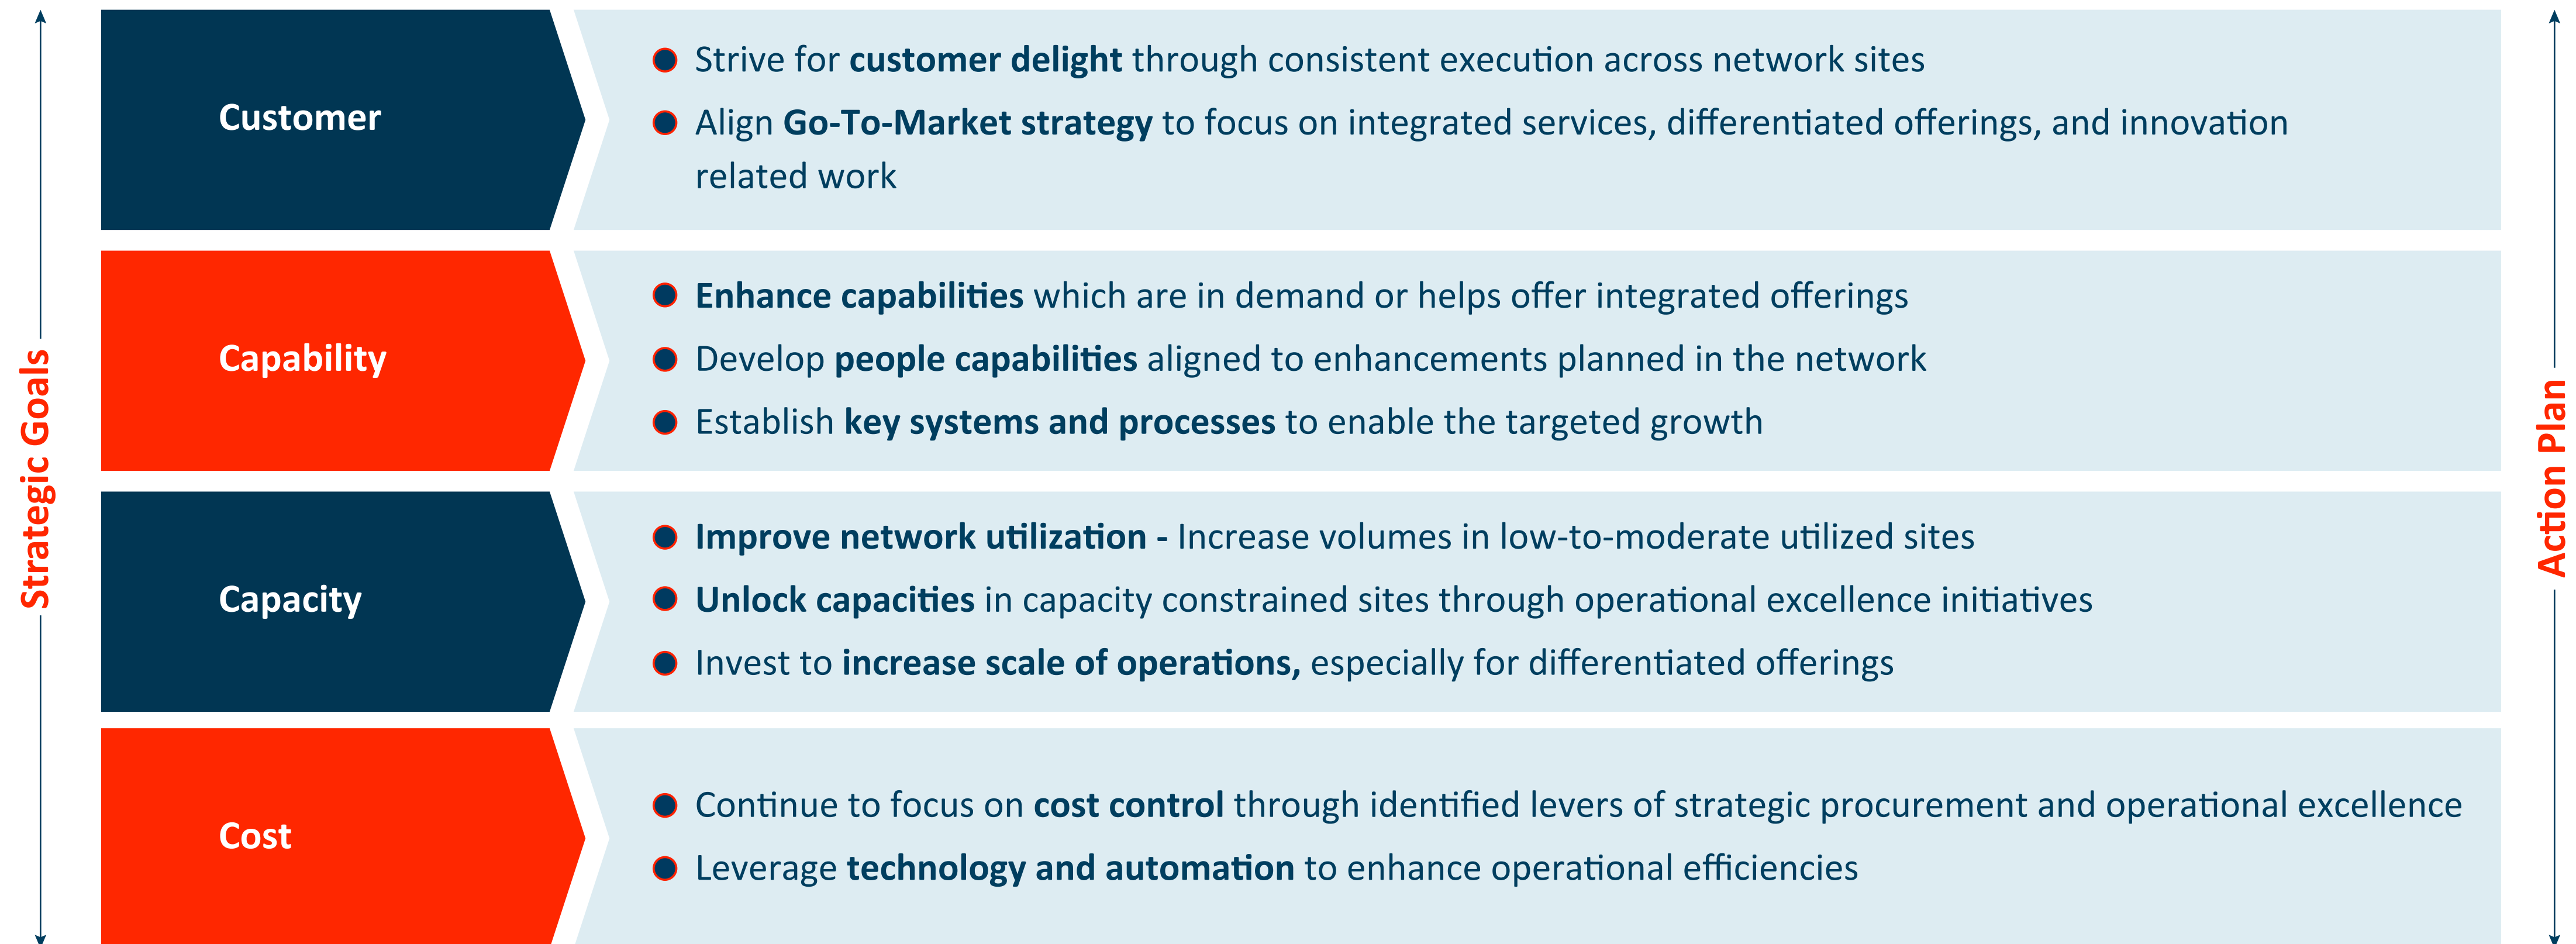 Strategic Goals
Customer
Strive for customer delight through consistent execution across network sites
Align Go-To-Market strategy to focus on integrated services, differentiated offerings, and innovation
related work
Capability
Enhance capabilities which are in demand or helps offer integrated offerings
Develop people capabilities aligned to enhancements planned in the network
Establish key systems and processes to enable the targeted growth
Capacity
Improve network utilization - Increase volumes in low-to-moderate utilized sites
Unlock capacities in capacity constrained sites through operational excellence initiatives
Invest to increase scale of operations, especially for differentiated offerings
Cost
Continue to focus on cost control through identified levers of strategic procurement and operational excellence
Leverage technology and automation to enhance operational efficiencies
Action Plan